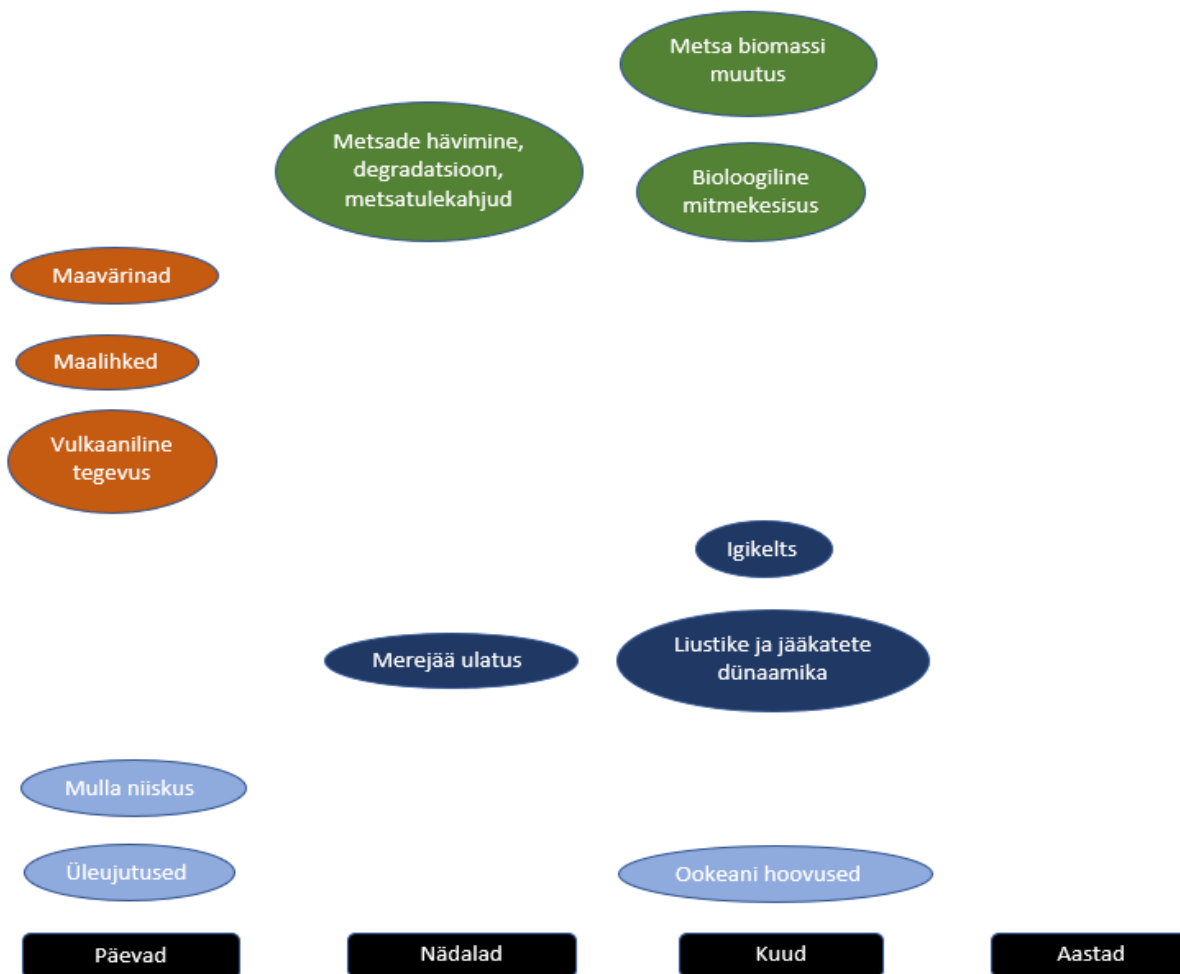 Metsa biomassi
muutus
Metsade hävimine,
degradatsioon,
metsatulekahjud
Bioloogiline
mitmekesisus
Maavärinad
Maalihked
Vulkaaniline
tegevus
Igikelts
Merejää ulatus
Liustike ja jääkatete
dünaamika
Mulla niiskus
Üleujutused
Ookeani hoovused
Päevad
Nädalad
Kuud
Aastad